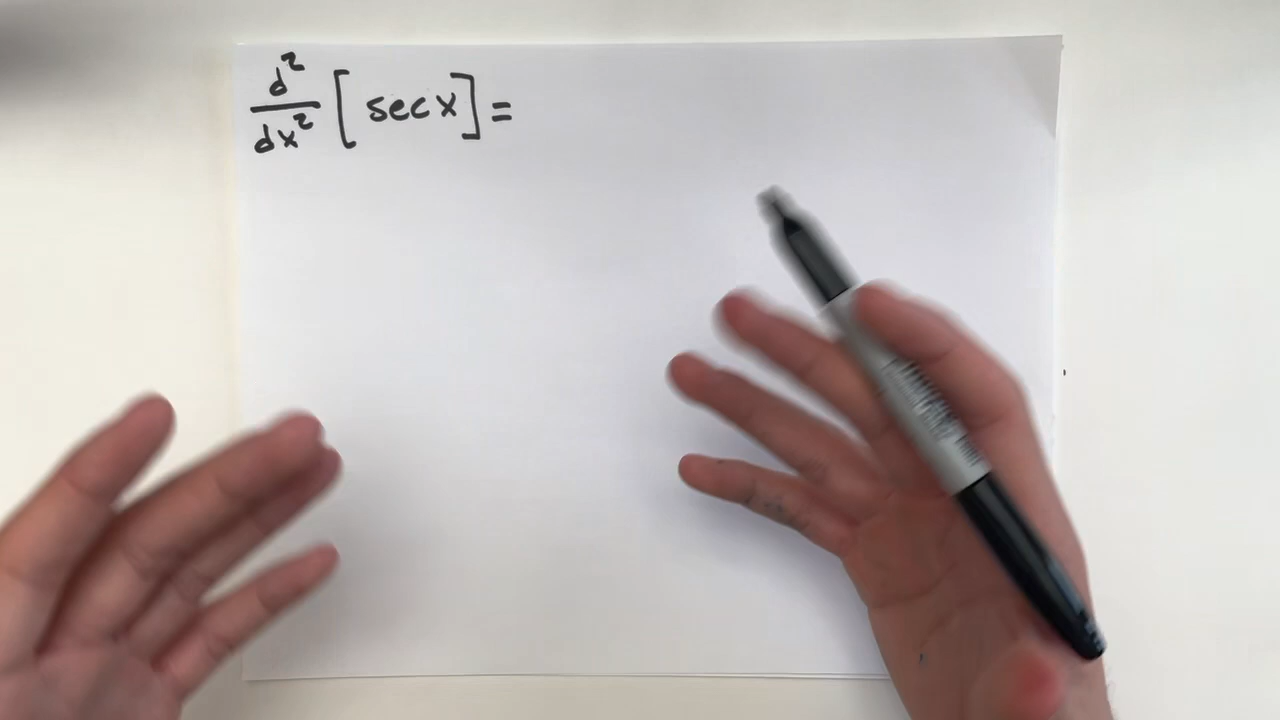 d²/dx² [sec x] =